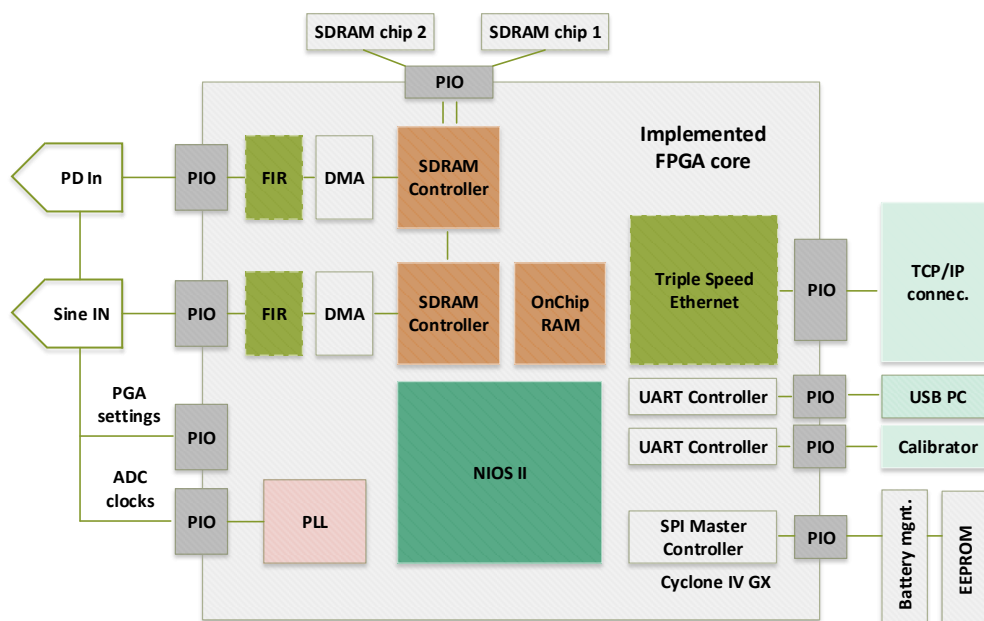 SDRAM chip 2
SDRAM chip 1
PIO
Implemented
FPGA core
PD In
PIO
FIR
DMA
SDRAM
Controller
Sine IN
PIO
FIR
DMA
SDRAM
Controller
OnChip
RAM
Triple Speed
Ethernet
PIO
TCP/IP
connec.
PGA
settings
PIO
UART Controller
PIO
USB PC
UART Controller
PIO
Calibrator
ADC
clocks
PIO
PLL
NIOS II
SPI Master
Controller
PIO
Battery mgnt.
EEPROM
Cyclone IV GX